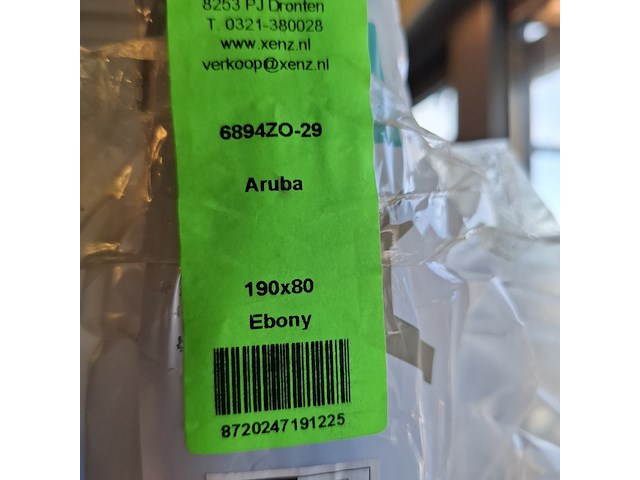 8253 PJ Dronten
T. 0321-380028
www.xenz.nl
verkoop@xenz.nl
6894ZO-29
Aruba
190x80
Ebony
8720247191225